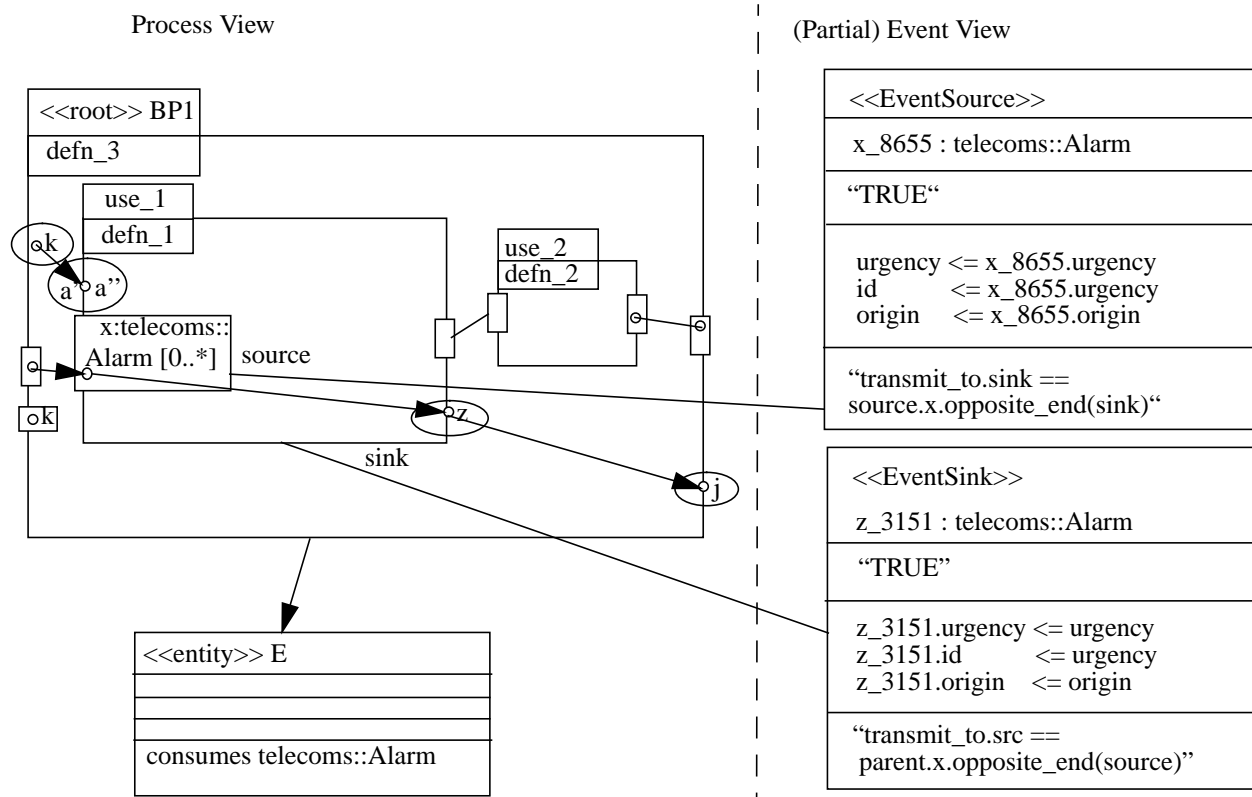 Process View
<<root>> BP1
defn_3
use_1
defn_1
k
a' a''
use_2
defn_2
x:telecoms::
Alarm [0..*]
source
k
z
sink
j
<<entity>> E
consumes telecoms::Alarm
(Partial) Event View
<<EventSource>>
x_8655 : telecoms::Alarm
“TRUE“
urgency <= x_8655.urgency
id <= x_8655.urgency
origin <= x_8655.origin
“transmit_to.sink ==
source.x.opposite_end(sink)“
<<EventSink>>
z_3151 : telecoms::Alarm
“TRUE”
z_3151.urgency <= urgency
z_3151.id <= urgency
z_3151.origin <= origin
“transmit_to.src ==
parent.x.opposite_end(source)”